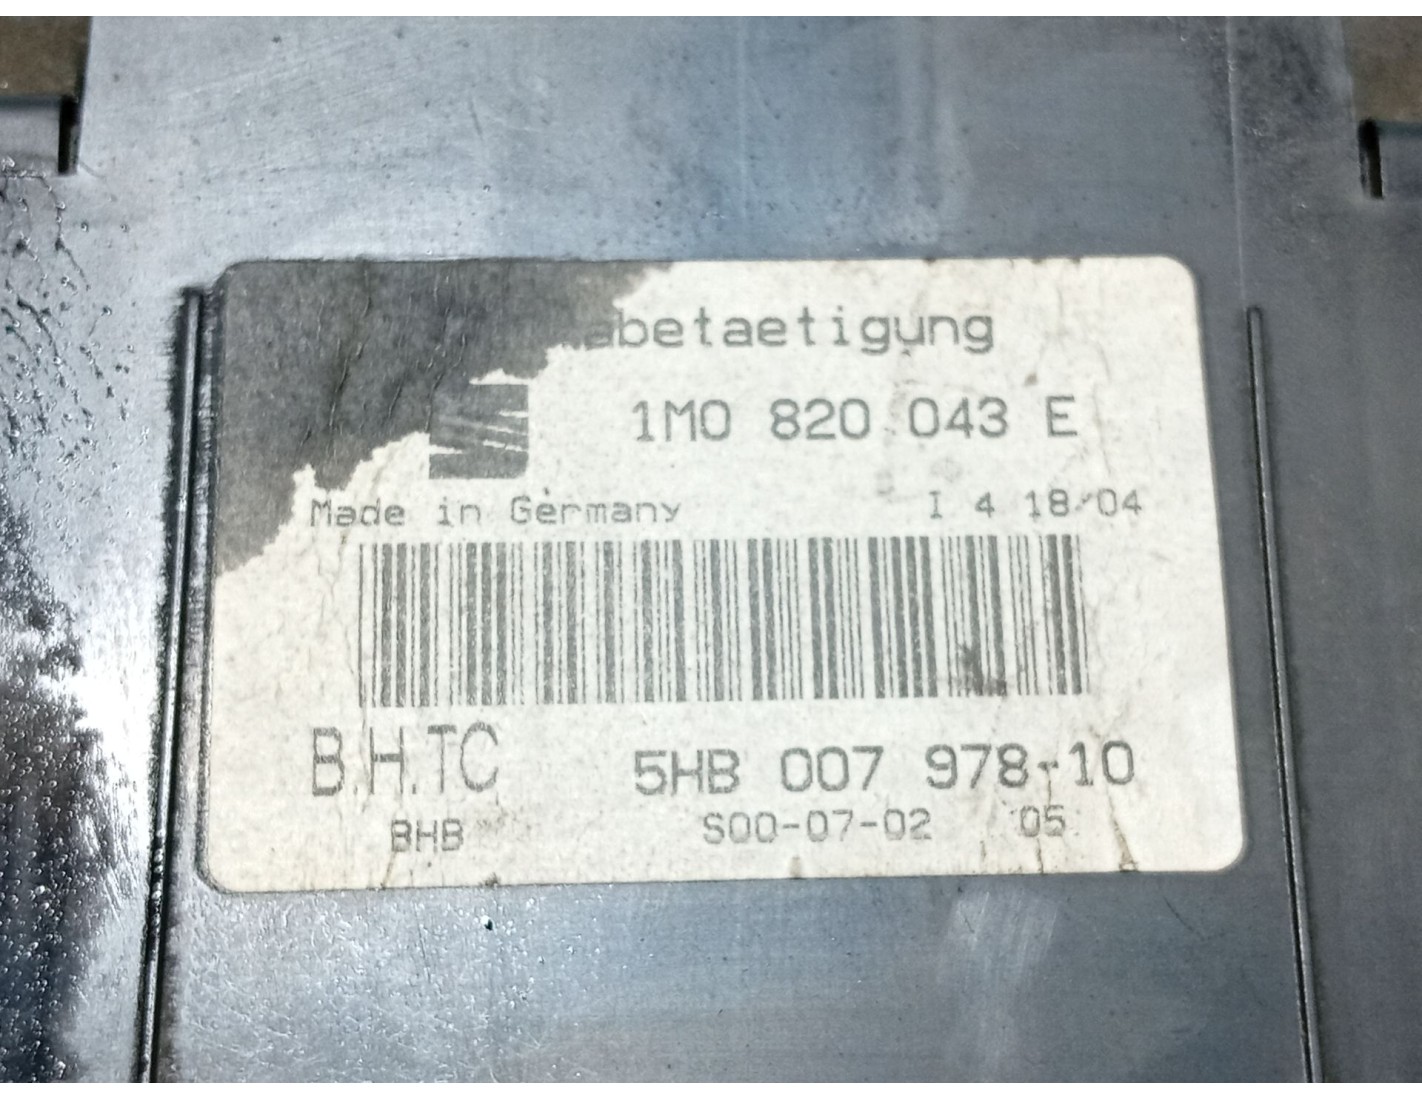 abetaetigung
1M0 820 043 E
Made in Germany I 4 18/04
B.H.TC 5HB 007 978-10
BHB S00-07-02 05